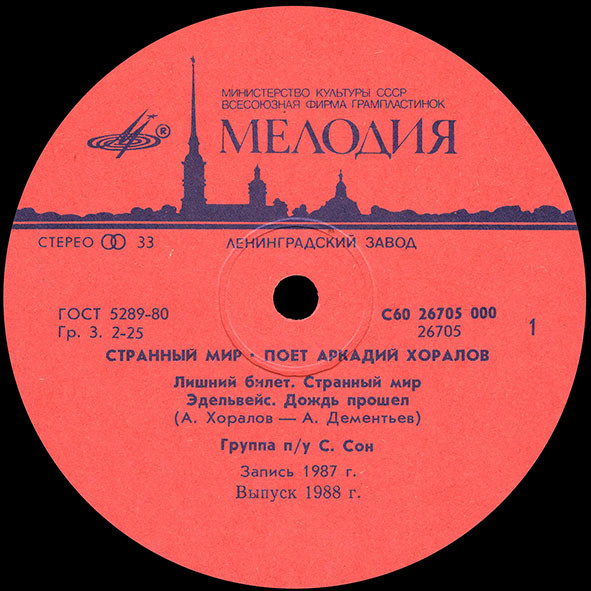 МИНИСТЕРСТВО КУЛЬТУРЫ СССР
ВСЕСОЮЗНАЯ ФИРМА ГРАМПЛАСТИНОК
® МЕЛОДИЯ
СТЕРЕО 33 ЛЕНИНГРАДСКИЙ ЗАВОД
ГОСТ 5289-80 С60 26705 000
Гр. 3. 2-25 26705 1
СТРАННЫЙ МИР · ПОЕТ АРКАДИЙ ХОРАЛОВ
Лишний билет. Странный мир
Эдельвейс. Дождь прошел
(А. Хоралов — А. Дементьев)
Группа п/у С. Сон
Запись 1987 г.
Выпуск 1988 г.